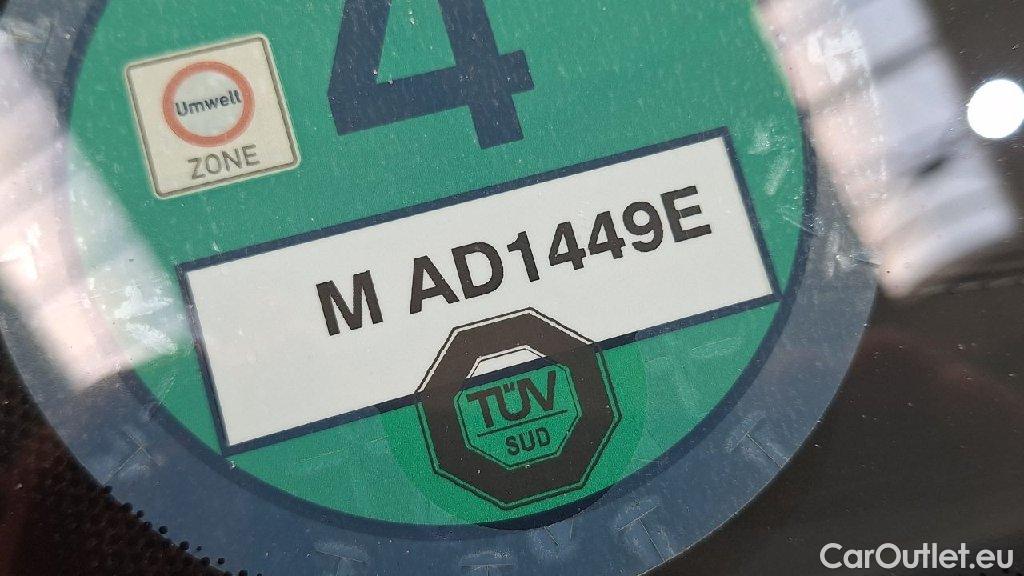 4
Umwelt
ZONE
M AD1449E
TÜV
SUD
CarOutlet.eu